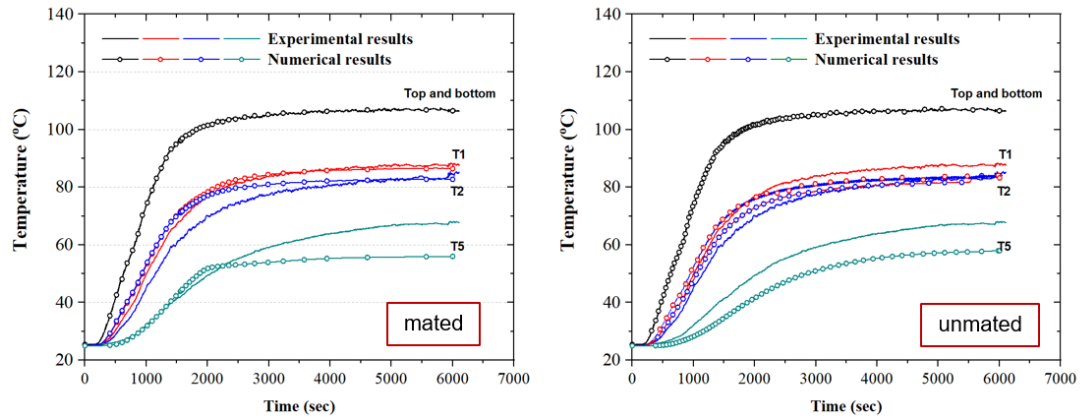 140
120
100
80
60
40
20
Temperature (ºC)
Experimental results
Numerical results
Top and bottom
T1
T2
T5
mated
0
1000
2000
3000
4000
5000
6000
7000
Time (sec)
140
120
100
80
60
40
20
Temperature (ºC)
Experimental results
Numerical results
Top and bottom
T1
T2
T5
unmated
0
1000
2000
3000
4000
5000
6000
7000
Time (sec)